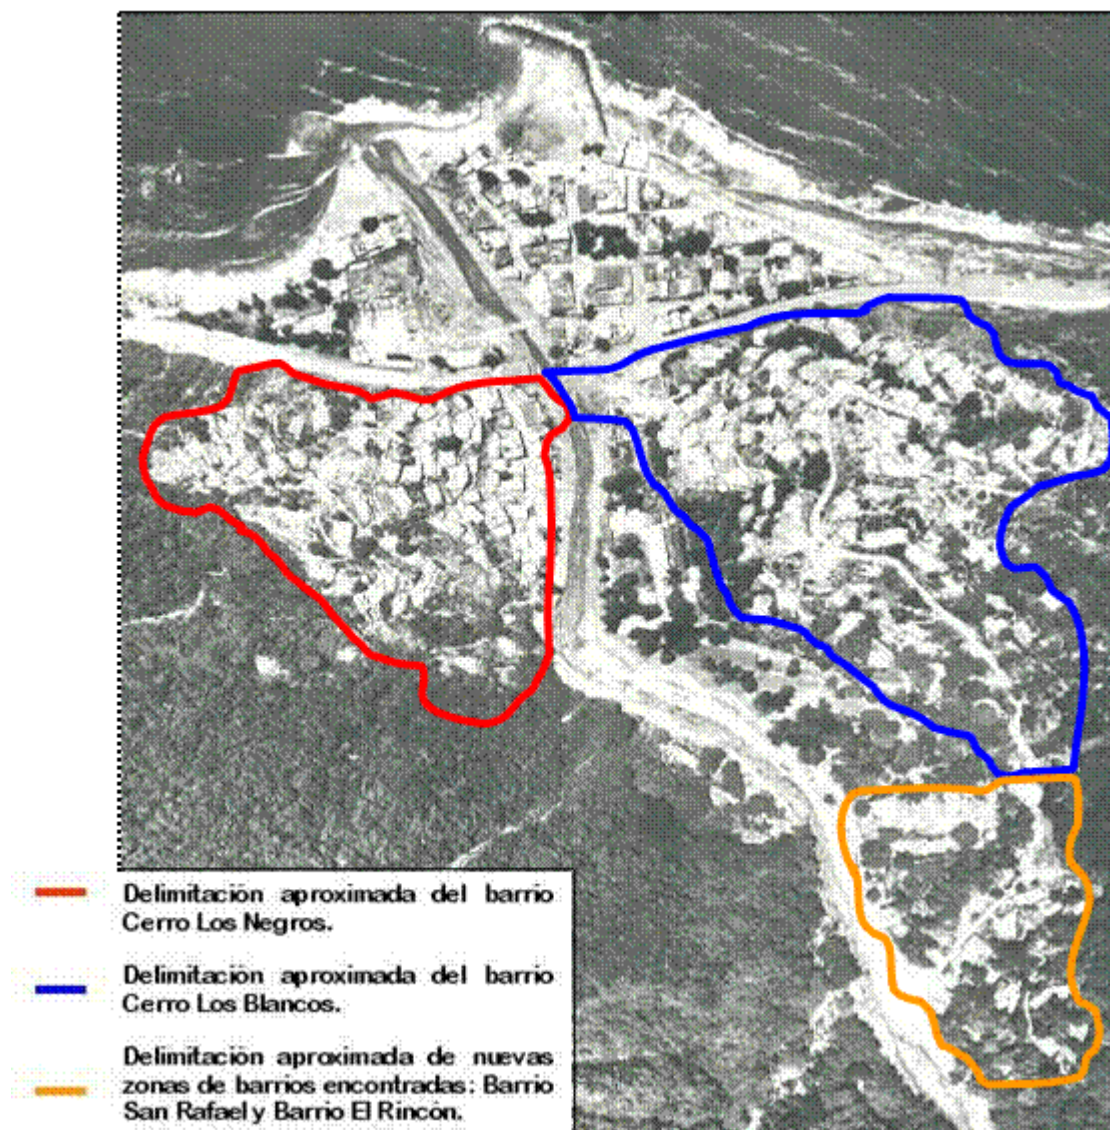 Delimitación aproximada del barrio
Cerro Los Negros.
Delimitación aproximada del barrio
Cerro Los Blancos.
Delimitación aproximada de nuevas
zonas de barrios encontradas: Barrio
San Rafael y Barrio El Rincón.